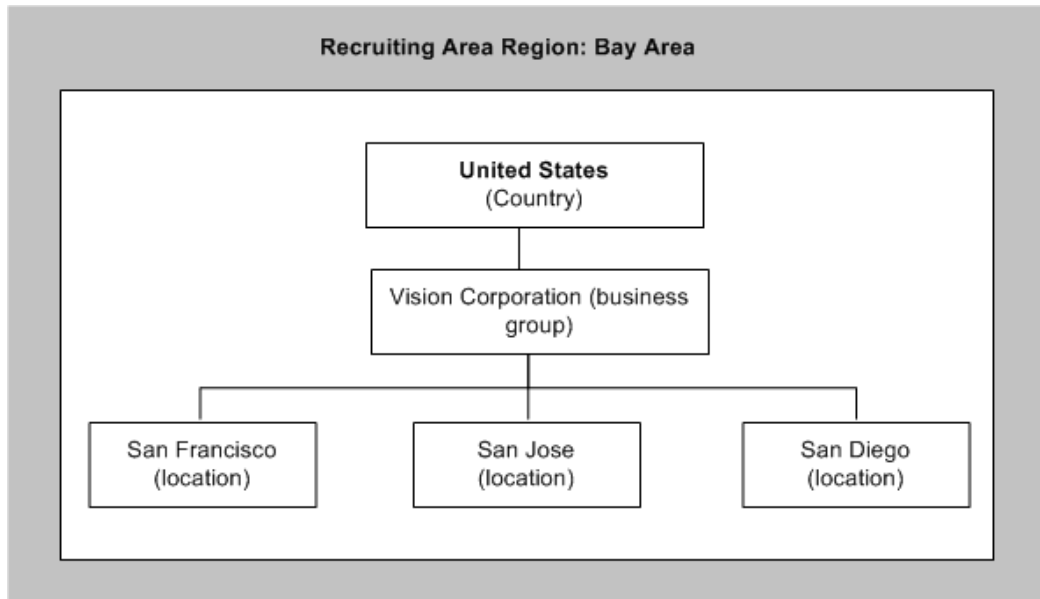 Recruiting Area Region: Bay Area
United States
(Country)
Vision Corporation (business
group)
San Francisco
(location)
San Jose
(location)
San Diego
(location)